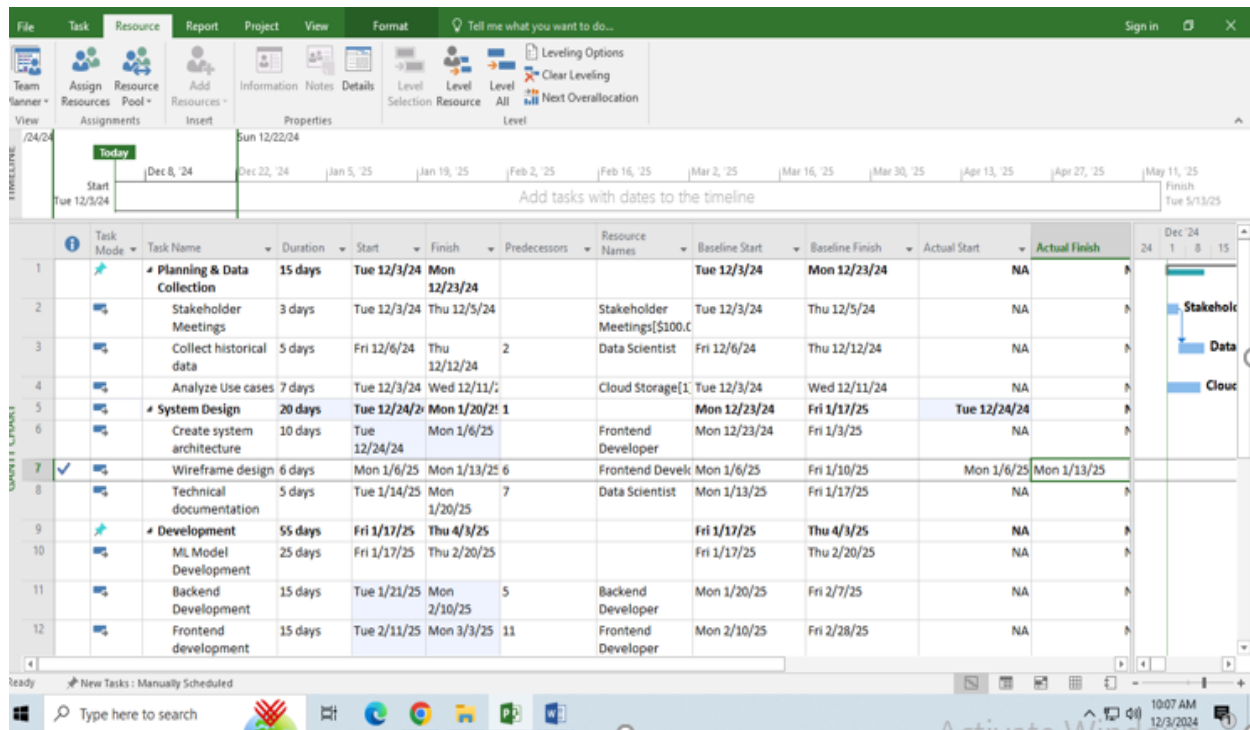 File Task Resource Report Project View Format Tell me what you want to do... Sign in
Team Assign Resource Add Information Notes Details Level Level Level Leveling Options
Planner Resources Pool Resources Selection Resource All Clear Leveling
Next Overallocation
View Assignments Insert Properties Level
/24/24 Sun 12/22/24
Today
Dec 8, '24 Dec 22, '24 Jan 5, '25 Jan 19, '25 Feb 2, '25 Feb 16, '25 Mar 2, '25 Mar 16, '25 Mar 30, '25 Apr 13, '25 Apr 27, '25 May 11, '25
TIMELINE
Start
Tue 12/3/24
Add tasks with dates to the timeline
Finish
Tue 5/13/25
Task Mode Task Name Duration Start Finish Predecessors Resource Names Baseline Start Baseline Finish Actual Start Actual Finish
Dec '24
24 1 8 15
1 Planning & Data Collection 15 days Tue 12/3/24 Mon 12/23/24 Tue 12/3/24 Mon 12/23/24 NA
2 Stakeholder Meetings 3 days Tue 12/3/24 Thu 12/5/24 Stakeholder Meetings[$100.0 Tue 12/3/24 Thu 12/5/24 NA Stakehold
3 Collect historical data 5 days Fri 12/6/24 Thu 12/12/24 2 Data Scientist Fri 12/6/24 Thu 12/12/24 NA Data
4 Analyze Use cases 7 days Tue 12/3/24 Wed 12/11/2 Cloud Storage[1] Tue 12/3/24 Wed 12/11/24 NA Cloud
5 System Design 20 days Tue 12/24/2 Mon 1/20/25 1 Mon 12/23/24 Fri 1/17/25 Tue 12/24/24
6 Create system architecture 10 days Tue 12/24/24 Mon 1/6/25 Frontend Developer Mon 12/23/24 Fri 1/3/25 NA
7 Wireframe design 6 days Mon 1/6/25 Mon 1/13/25 6 Frontend Devel Mon 1/6/25 Fri 1/10/25 Mon 1/6/25 Mon 1/13/25
8 Technical documentation 5 days Tue 1/14/25 Mon 1/20/25 7 Data Scientist Mon 1/13/25 Fri 1/17/25 NA
9 Development 55 days Fri 1/17/25 Thu 4/3/25 Fri 1/17/25 Thu 4/3/25 NA
10 ML Model Development 25 days Fri 1/17/25 Thu 2/20/25 Fri 1/17/25 Thu 2/20/25 NA
11 Backend Development 15 days Tue 1/21/25 Mon 2/10/25 5 Backend Developer Mon 1/20/25 Fri 2/7/25 NA
12 Frontend development 15 days Tue 2/11/25 Mon 3/3/25 11 Frontend Developer Mon 2/10/25 Fri 2/28/25 NA
GANTT CHART
Ready New Tasks : Manually Scheduled
Type here to search
10:07 AM
12/3/2024